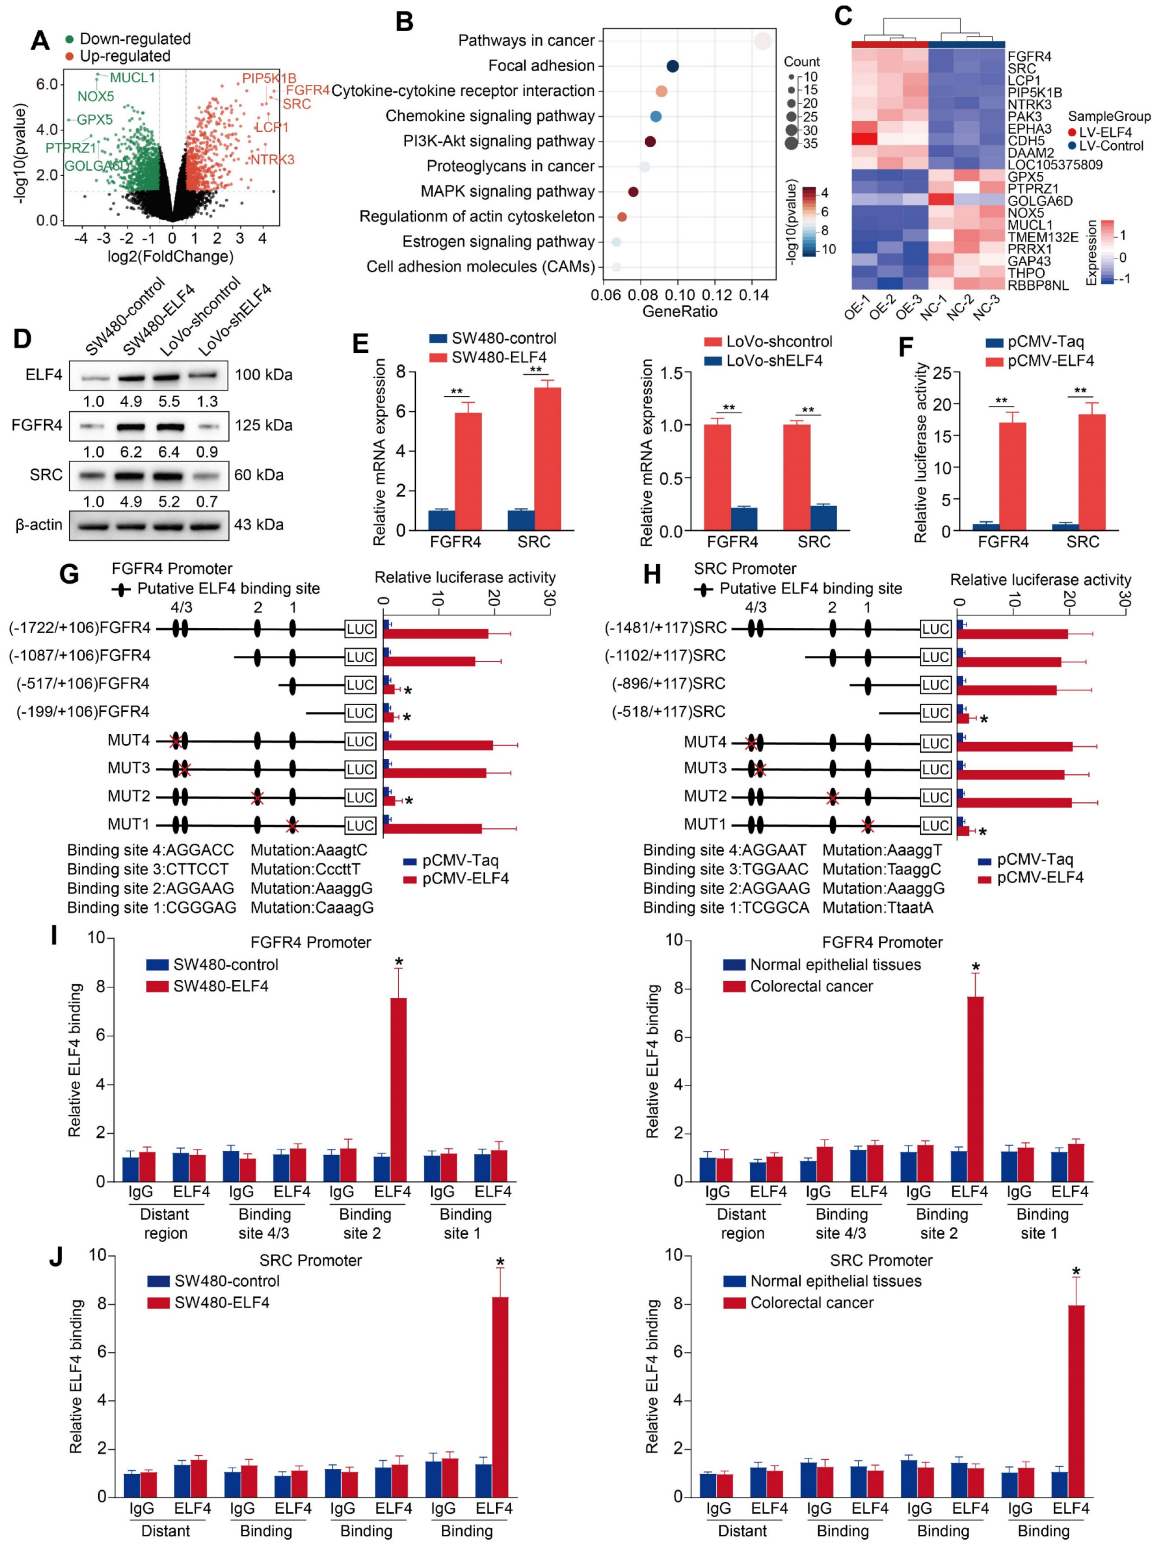 A
Down-regulated
Up-regulated
MUCL1
NOX5
GPX5
PTPRZ1
GOLGA6D
PIP5K1B
FGFR4
SRC
LCP1
NTRK3
6.0
4.0
2.0
0.0
-log10(pvalue)
-4 -3 -2 -1 0 1 2 3 4
log2(FoldChange)
B
Pathways in cancer
Focal adhesion
Cytokine-cytokine receptor interaction
Chemokine signaling pathway
PI3K-Akt signaling pathway
Proteoglycans in cancer
MAPK signaling pathway
Regulationm of actin cytoskeleton
Estrogen signaling pathway
Cell adhesion molecules (CAMs)
0.06 0.08 0.10 0.12 0.14
GeneRatio
Count
10
15
20
25
30
35
-log10(pvalue)
4
6
8
10
C
FGFR4
SRC
LCP1
PIP5K1B
NTRK3
PAK3
EPHA3
CDH5
DAAM2
LOC105375809
GPX5
PTPRZ1
GOLGA6D
NOX5
MUCL1
TMEM132E
PRRX1
GAP43
THPO
RBBP8NL
OE-1 OE-2 OE-3 NC-1 NC-2 NC-3
SampleGroup
LV-ELF4
LV-Control
Expression
1
0
-1
D
SW480-control
SW480-ELF4
LoVo-shcontrol
LoVo-shELF4
ELF4 100 kDa
1.0 4.9 5.5 1.3
FGFR4 125 kDa
1.0 6.2 6.4 0.9
SRC 60 kDa
1.0 4.9 5.2 0.7
β-actin 43 kDa
E
SW480-control
SW480-ELF4
Relative mRNA expression
8
6
4
2
0
** **
FGFR4 SRC
LoVo-shcontrol
LoVo-shELF4
Relative mRNA expression
1.5
1.0
0.5
0.0
** **
FGFR4 SRC
F
pCMV-Taq
pCMV-ELF4
Relative luciferase activity
25
20
15
10
5
0
** **
FGFR4 SRC
G
FGFR4 Promoter
Putative ELF4 binding site
4/3 2 1
Relative luciferase activity
0 10 20 30
(-1722/+106)FGFR4 LUC
(-1087/+106)FGFR4 LUC
(-517/+106)FGFR4 LUC *
(-199/+106)FGFR4 LUC *
MUT4 LUC
MUT3 LUC
MUT2 LUC *
MUT1 LUC
Binding site 4:AGGACC Mutation:AaagtC
Binding site 3:CTTCCT Mutation:CccttT
Binding site 2:AGGAAG Mutation:AaaggG
Binding site 1:CGGGAG Mutation:CaaagG
pCMV-Taq
pCMV-ELF4
H
SRC Promoter
Putative ELF4 binding site
4/3 2 1
Relative luciferase activity
0 10 20 30
(-1481/+117)SRC LUC
(-1102/+117)SRC LUC
(-896/+117)SRC LUC
(-518/+117)SRC LUC *
MUT4 LUC
MUT3 LUC
MUT2 LUC
MUT1 LUC *
Binding site 4:AGGAAT Mutation:AaaggT
Binding site 3:TGGAAC Mutation:TaaggC
Binding site 2:AGGAAG Mutation:AaaggG
Binding site 1:TCGGCA Mutation:TtaatA
pCMV-Taq
pCMV-ELF4
I
FGFR4 Promoter
SW480-control
SW480-ELF4
Relative ELF4 binding
10
8
6
4
2
0
*
IgG ELF4 IgG ELF4 IgG ELF4 IgG ELF4
Distant region Binding site 4/3 Binding site 2 Binding site 1
FGFR4 Promoter
Normal epithelial tissues
Colorectal cancer
Relative ELF4 binding
10
8
6
4
2
0
*
IgG ELF4 IgG ELF4 IgG ELF4 IgG ELF4
Distant region Binding site 4/3 Binding site 2 Binding site 1
J
SRC Promoter
SW480-control
SW480-ELF4
Relative ELF4 binding
10
8
6
4
2
0
*
IgG ELF4 IgG ELF4 IgG ELF4 IgG ELF4
Distant Binding Binding Binding
SRC Promoter
Normal epithelial tissues
Colorectal cancer
Relative ELF4 binding
10
8
6
4
2
0
*
IgG ELF4 IgG ELF4 IgG ELF4 IgG ELF4
Distant Binding Binding Binding